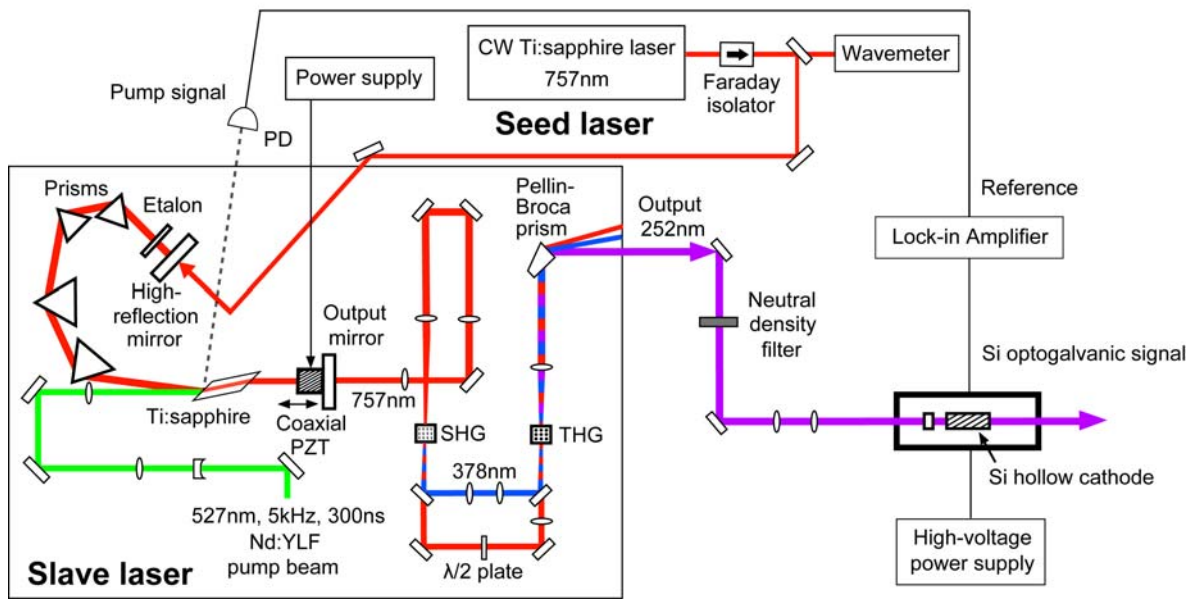 CW Ti:sapphire laser
757nm
Faraday
isolator
Wavemeter
Power supply
Pump signal
PD
Seed laser
Reference
Lock-in Amplifier
Prisms
Etalon
High-
reflection
mirror
Output
mirror
Pellin-
Broca
prism
Output
252nm
Neutral
density
filter
Si optogalvanic signal
Ti:sapphire
Coaxial
PZT
757nm
SHG
THG
378nm
Si hollow cathode
527nm, 5kHz, 300ns
Nd:YLF
pump beam
λ/2 plate
High-voltage
power supply
Slave laser